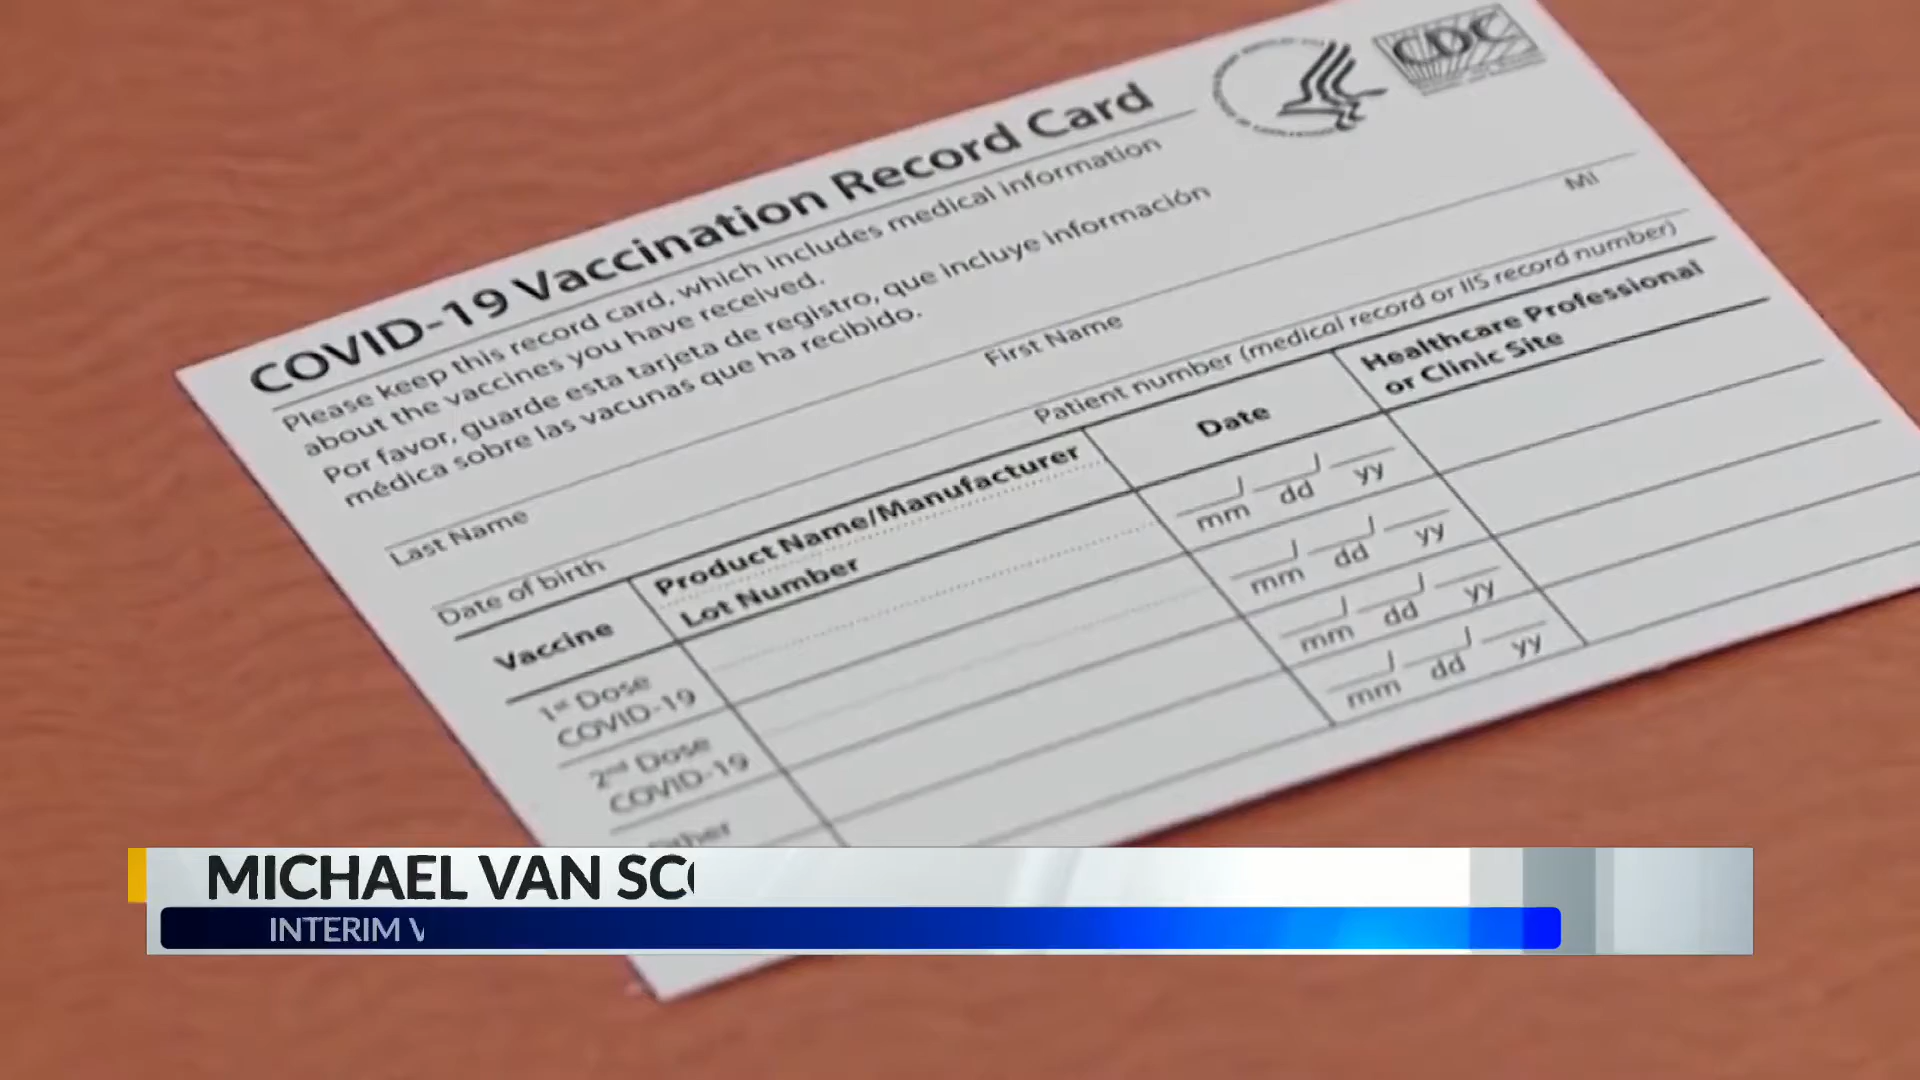 CDC
COVID-19 Vaccination Record Card
Please keep this record card, which includes medical information
about the vaccines you have received.
Por favor, guarde esta tarjeta de registro, que incluye información
médica sobre las vacunas que ha recibido.
Last Name
First Name
MI
Date of birth
Patient number (medical record or IIS record number)
Vaccine
Product Name/Manufacturer
Lot Number
Date
Healthcare Professional
or Clinic Site
1st Dose
COVID-19
mm / dd / yy
2nd Dose
COVID-19
mm / dd / yy
mm / dd / yy
mm / dd / yy
MICHAEL VAN SCO
INTERIM V